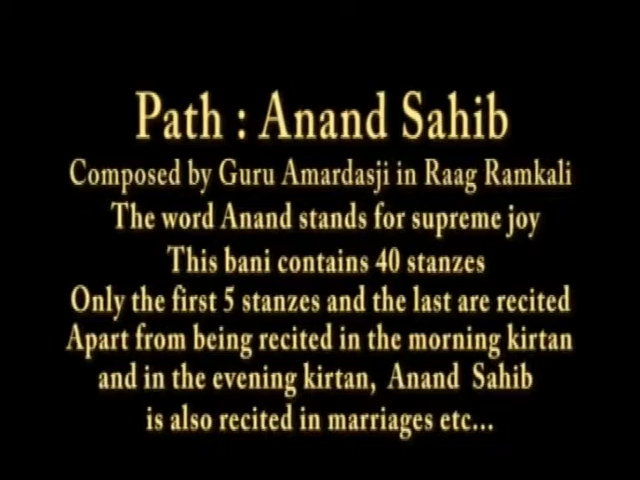 Path : Anand Sahib
Composed by Guru Amardasji in Raag Ramkali
The word Anand stands for supreme joy
This bani contains 40 stanzes
Only the first 5 stanzes and the last are recited
Apart from being recited in the morning kirtan
and in the evening kirtan, Anand Sahib
is also recited in marriages etc...